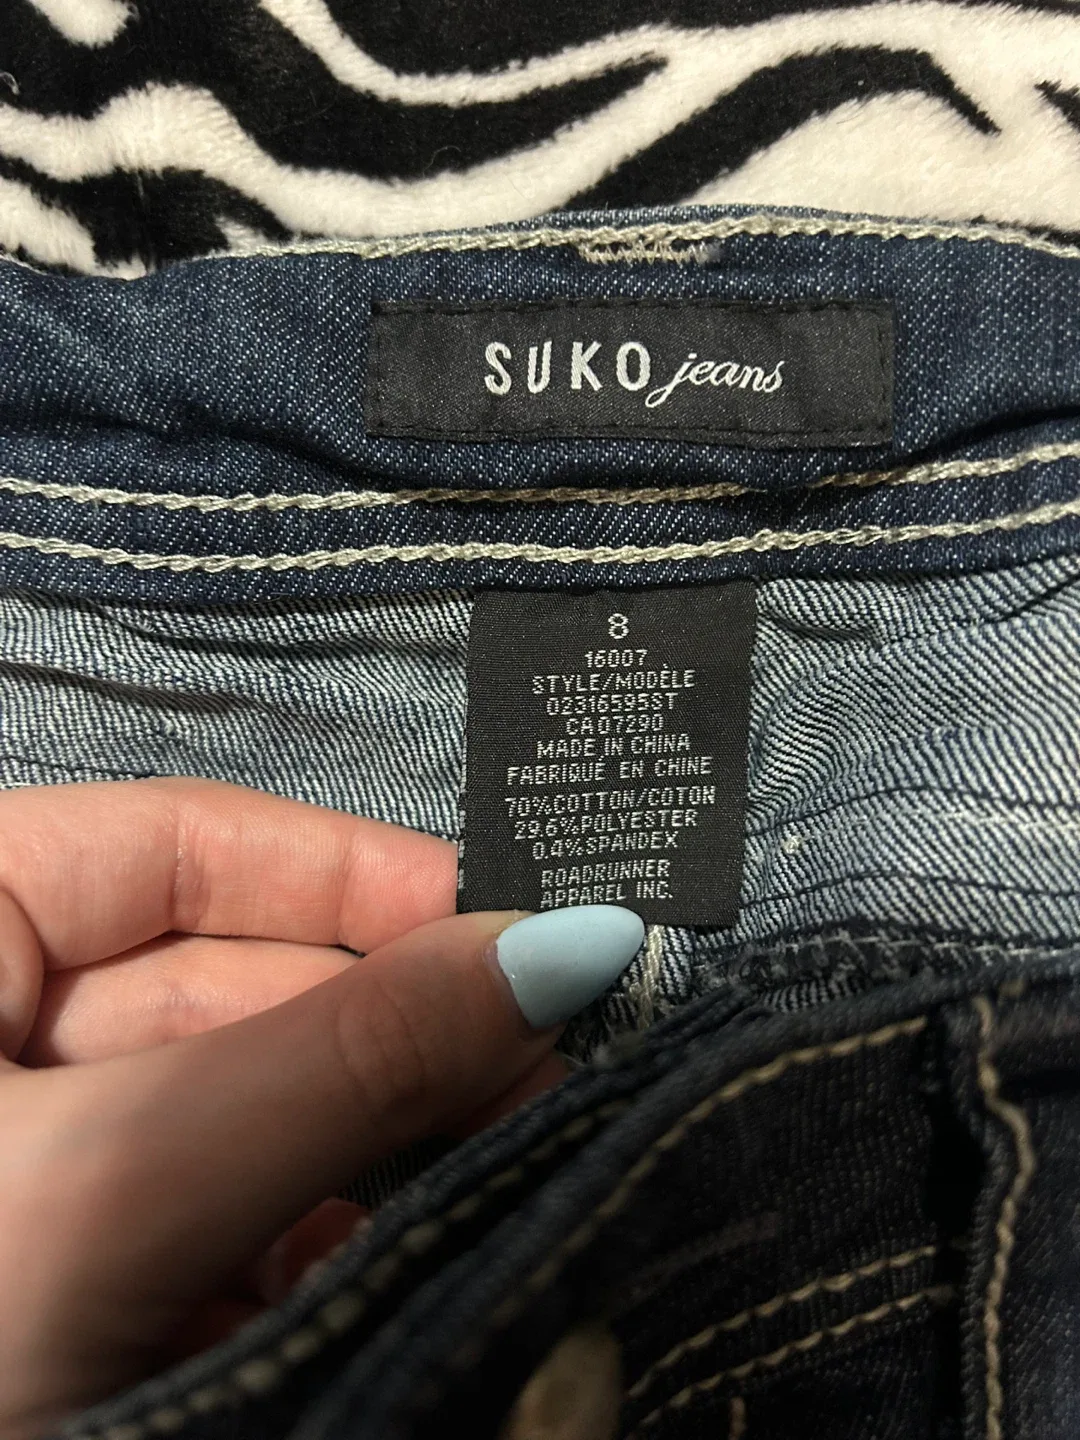 SUKO jeans
8
16007
STYLE/MODÈLE
02316595ST
CA07290
MADE IN CHINA
FABRIQUÉ EN CHINE
70%COTTON/COTON
29.6%POLYESTER
0.4%SPANDEX
ROADRUNNER
APPAREL INC.